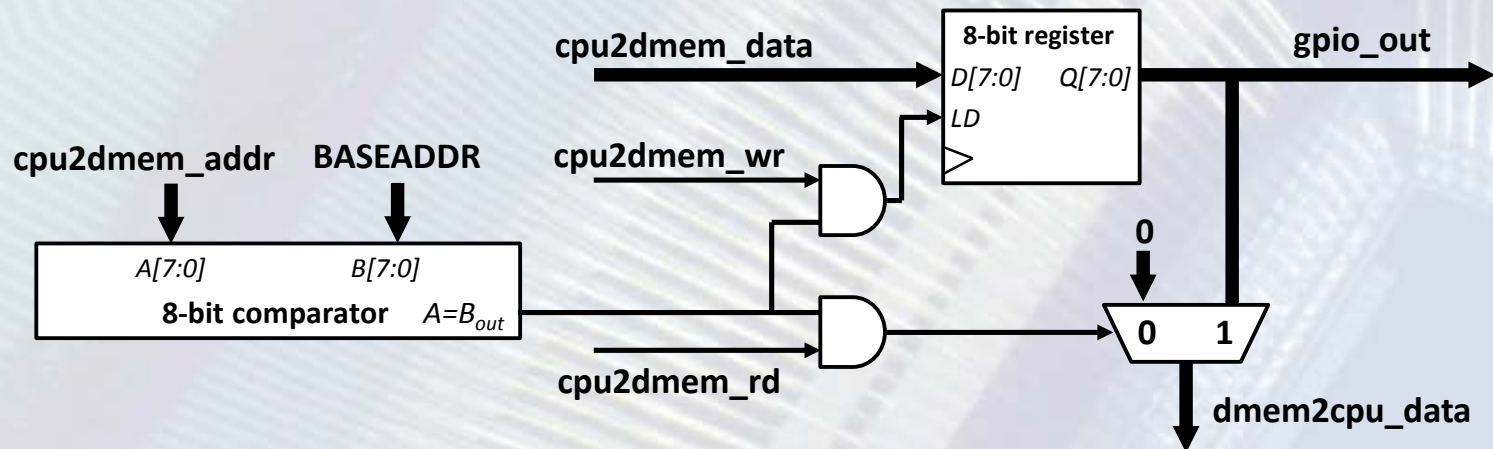 cpu2dmem_data
8-bit register
D[7:0] Q[7:0]
LD
gpio_out
cpu2dmem_addr
BASEADDR
cpu2dmem_wr
A[7:0] B[7:0]
8-bit comparator A=Bout
cpu2dmem_rd
0
0 1
dmem2cpu_data